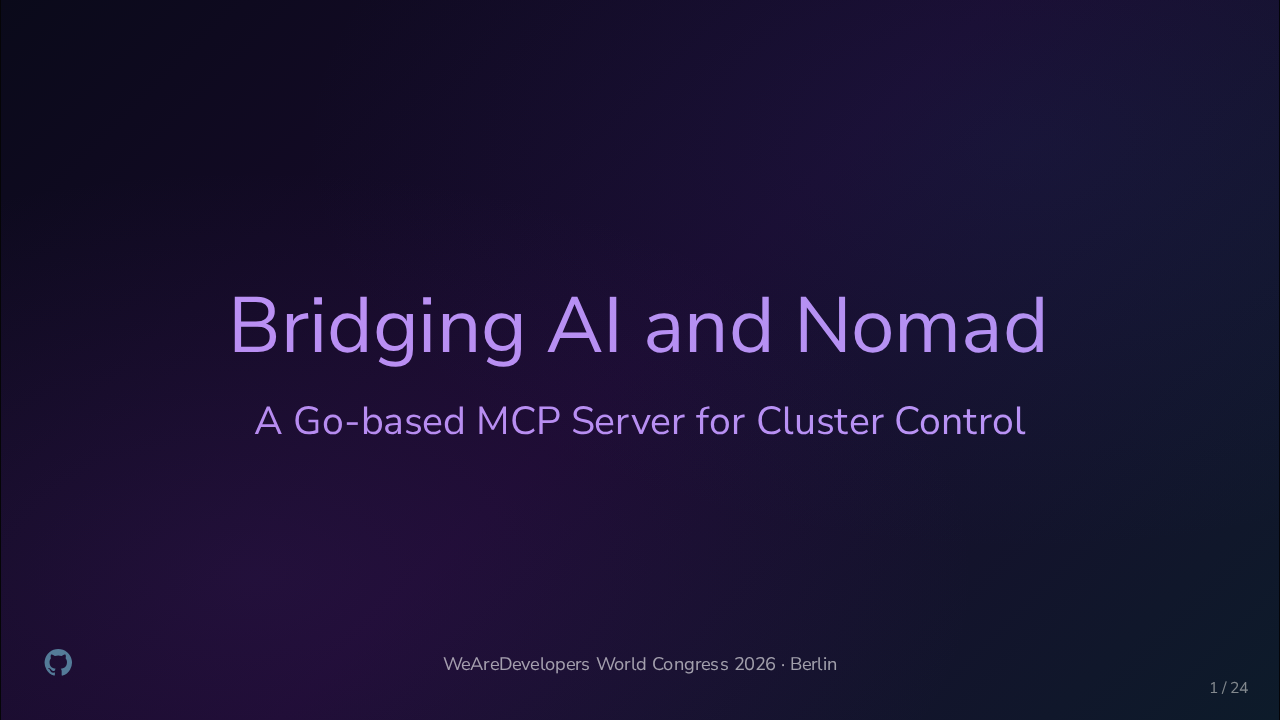 Bridging AI and Nomad
A Go-based MCP Server for Cluster Control
WeAreDevelopers World Congress 2026 · Berlin
1 / 24